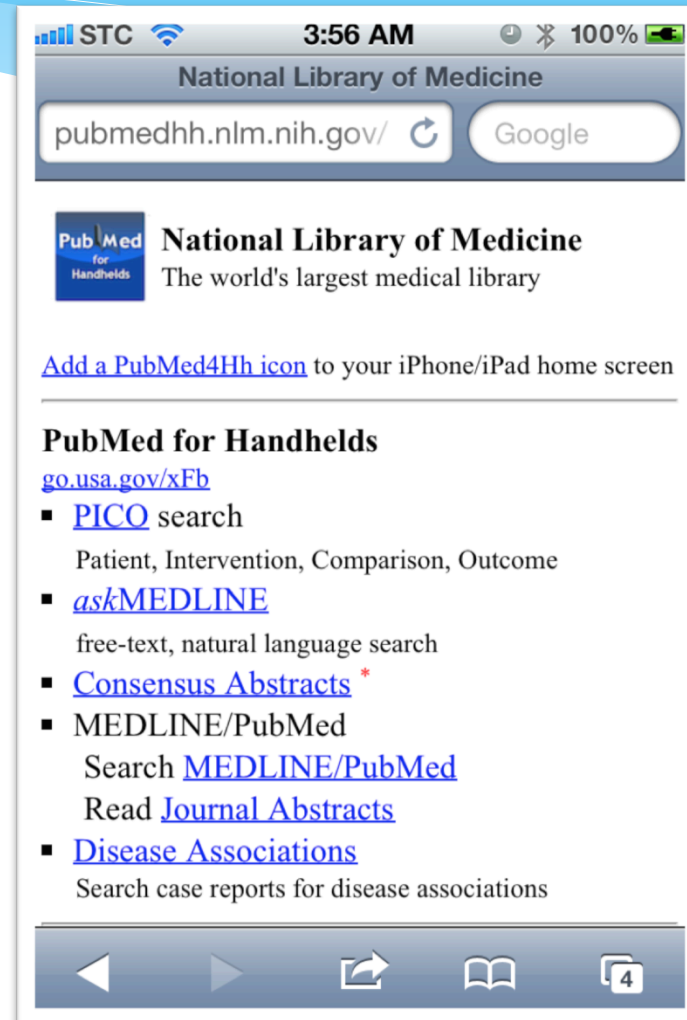 STC 3:56 AM 100%
National Library of Medicine
pubmedhh.nlm.nih.gov/ Google
PubMed
for
Handhelds
National Library of Medicine
The world's largest medical library
Add a PubMed4Hh icon to your iPhone/iPad home screen
PubMed for Handhelds
go.usa.gov/xFb
▪ PICO search
Patient, Intervention, Comparison, Outcome
▪ askMEDLINE
free-text, natural language search
▪ Consensus Abstracts *
▪ MEDLINE/PubMed
Search MEDLINE/PubMed
Read Journal Abstracts
▪ Disease Associations
Search case reports for disease associations
4